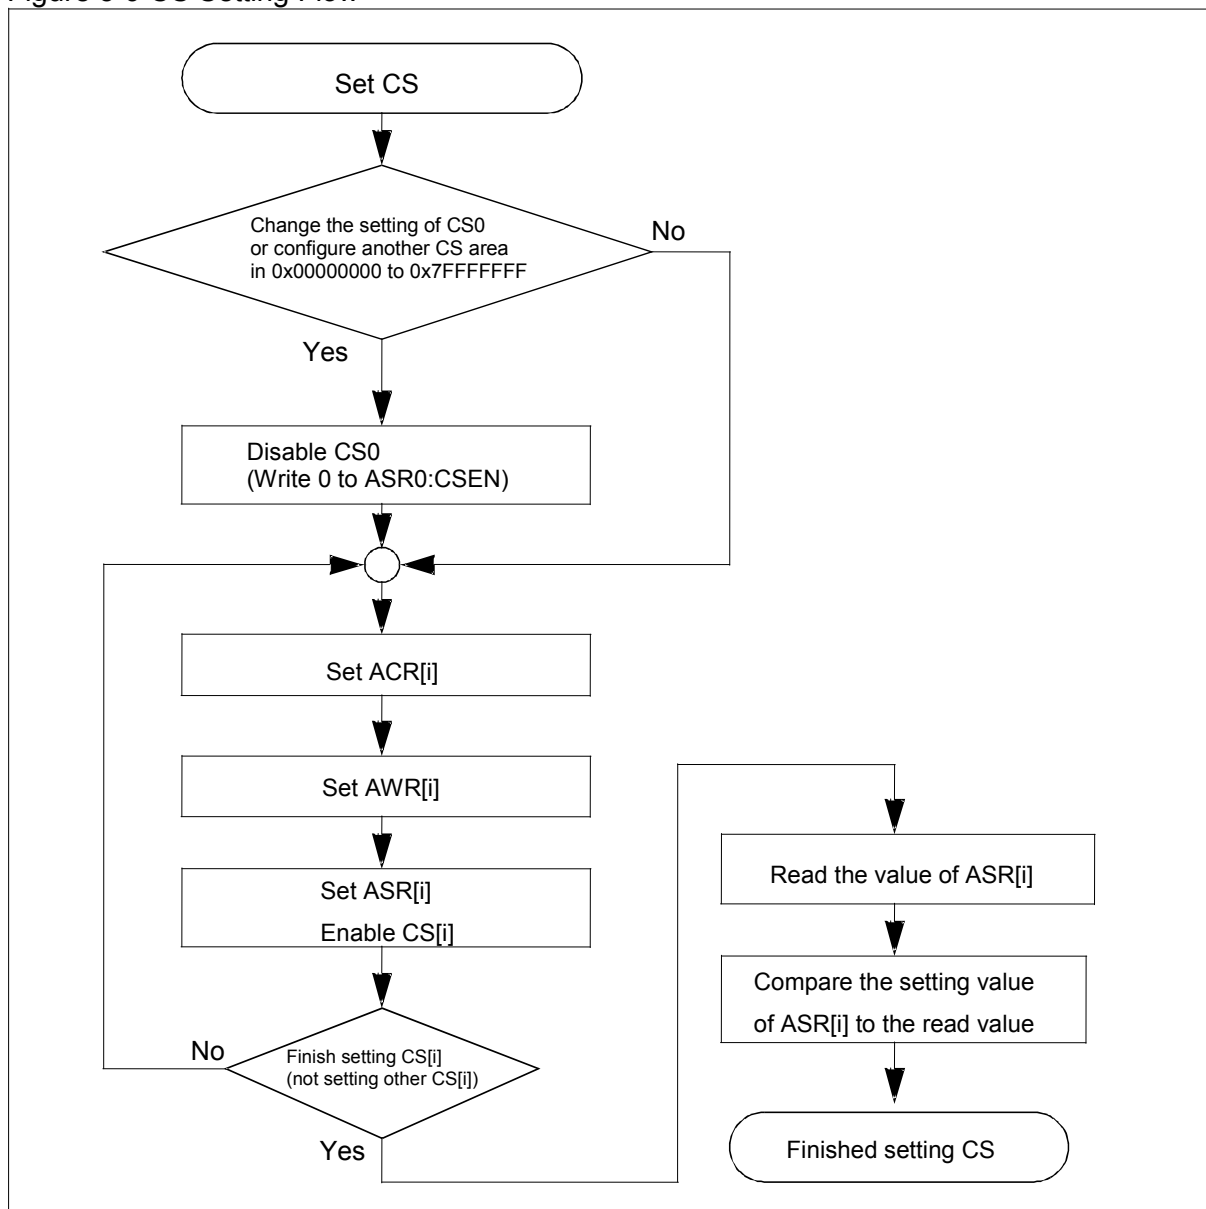 Set CS
Change the setting of CS0
or configure another CS area
in 0x00000000 to 0x7FFFFFFF
No
Yes
Disable CS0
(Write 0 to ASR0:CSEN)
Set ACR[i]
Set AWR[i]
Set ASR[i]
Enable CS[i]
No
Finish setting CS[i]
(not setting other CS[i])
Yes
Read the value of ASR[i]
Compare the setting value
of ASR[i] to the read value
Finished setting CS